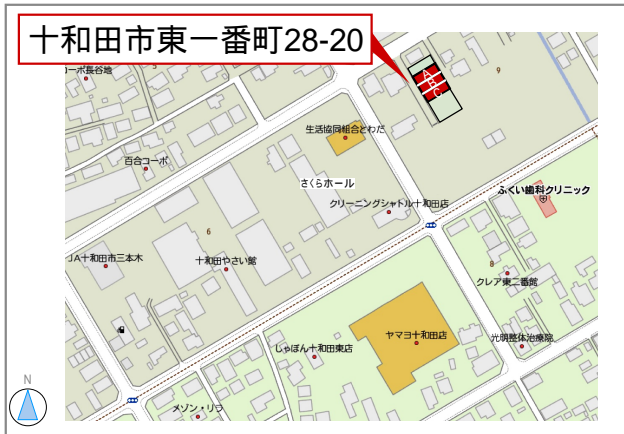 十和田市東一番町28-20
コーポ長谷地
5
9
A
B
C
生活協同組合とわだ
百合コーポ
さくらホール
ふくい歯科クリニック
クリーニングシャトル十和田店
6
JA十和田市三本木
十和田やさい館
8
クレア東二番館
ヤマヨ十和田店
光明整体治療院
しゃぼん十和田東店
N
メゾン・リラ